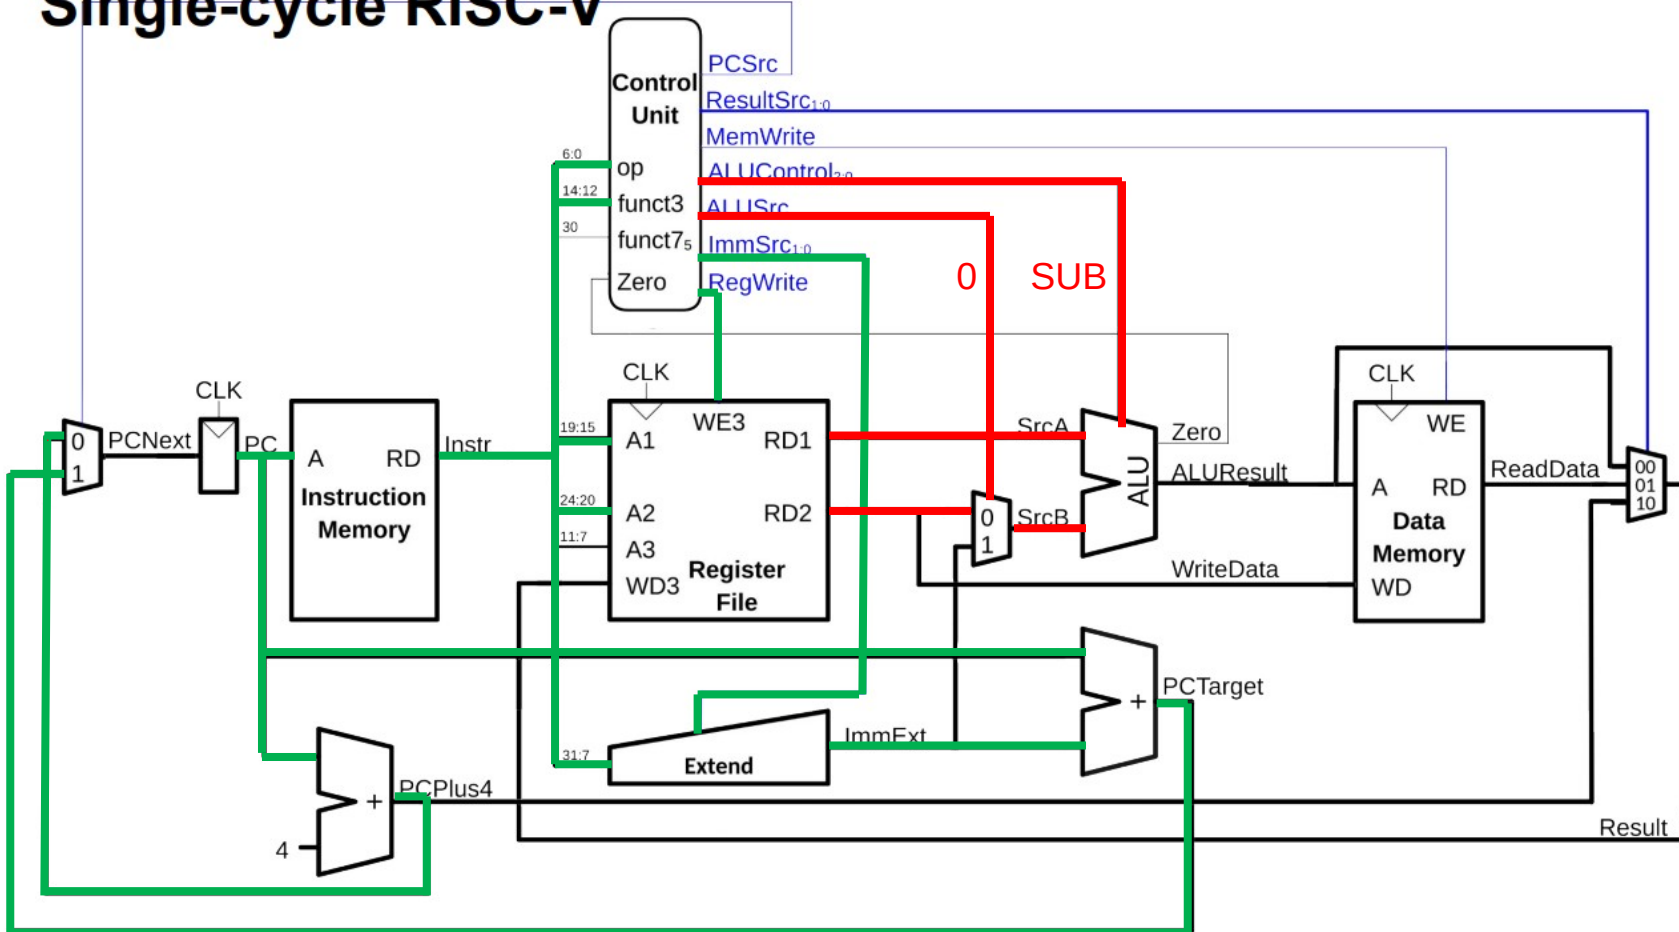 Single-cycle RISC-V
PCSrc
Control
Unit
ResultSrc1:0
MemWrite
6:0
op
ALUControl2:0
14:12
funct3
ALUSrc
30
funct75
ImmSrc1:0
Zero
RegWrite
0
SUB
CLK
CLK
CLK
0
1
PCNext
PC
A
RD
Instruction
Memory
Instr
19:15
A1
WE3
RD1
24:20
A2
RD2
11:7
A3
WD3
Register
File
SrcA
0
1
SrcB
ALU
Zero
ALUResult
WE
A
RD
Data
Memory
WD
ReadData
00
01
10
WriteData
+
PCTarget
31:7
Extend
ImmExt
+
PCPlus4
4
Result